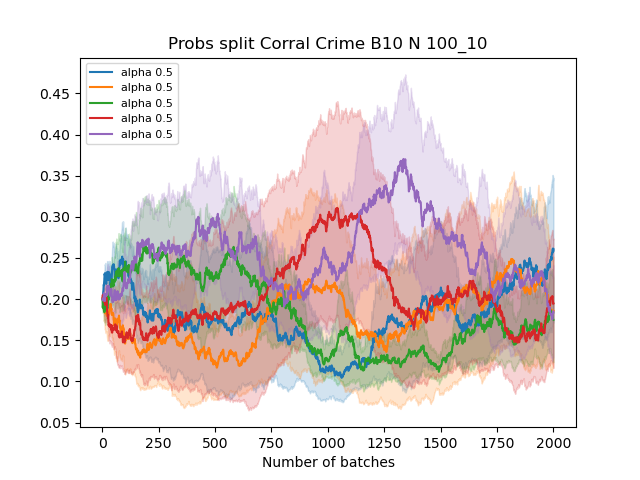 Probs split Corral Crime B10 N 100_10
alpha 0.5
alpha 0.5
alpha 0.5
alpha 0.5
alpha 0.5
0.45
0.40
0.35
0.30
0.25
0.20
0.15
0.10
0.05
0 250 500 750 1000 1250 1500 1750 2000
Number of batches